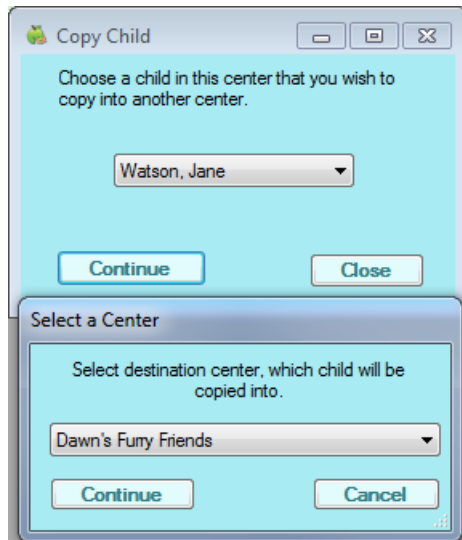 Copy Child
Choose a child in this center that you wish to
copy into another center.
Watson, Jane
Continue
Close
Select a Center
Select destination center, which child will be
copied into.
Dawn's Furry Friends
Continue
Cancel